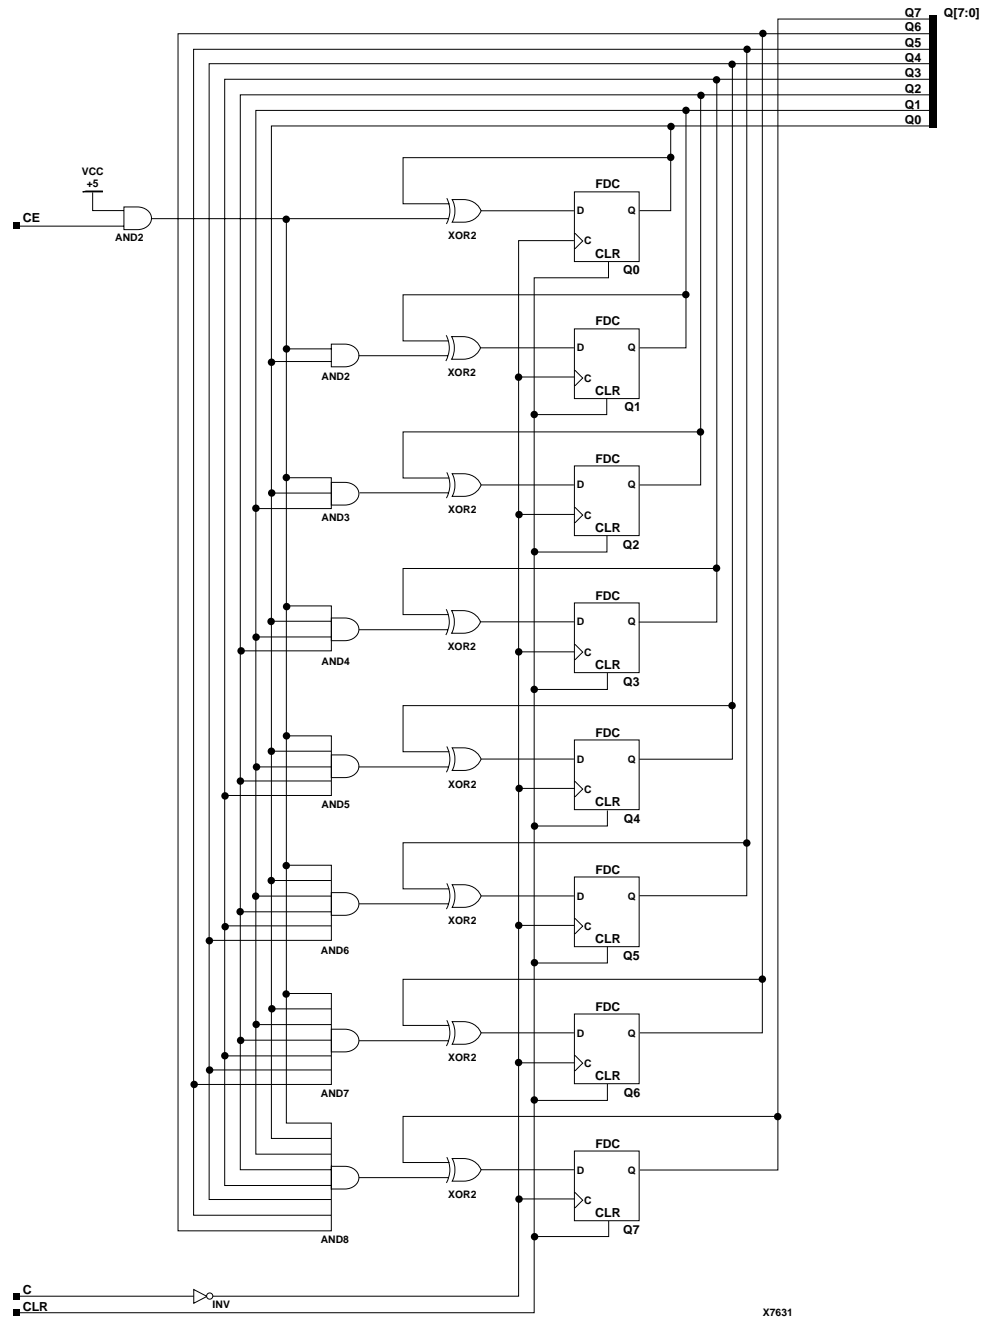 Q7 Q[7:0]
Q6
Q5
Q4
Q3
Q2
Q1
Q0
VCC
+5
CE
AND2
XOR2
FDC
D Q
C
CLR
Q0
AND2
XOR2
FDC
D Q
C
CLR
Q1
AND3
XOR2
FDC
D Q
C
CLR
Q2
AND4
XOR2
FDC
D Q
C
CLR
Q3
AND5
XOR2
FDC
D Q
C
CLR
Q4
AND6
XOR2
FDC
D Q
C
CLR
Q5
AND7
XOR2
FDC
D Q
C
CLR
Q6
AND8
XOR2
FDC
D Q
C
CLR
Q7
C
INV
CLR
X7631